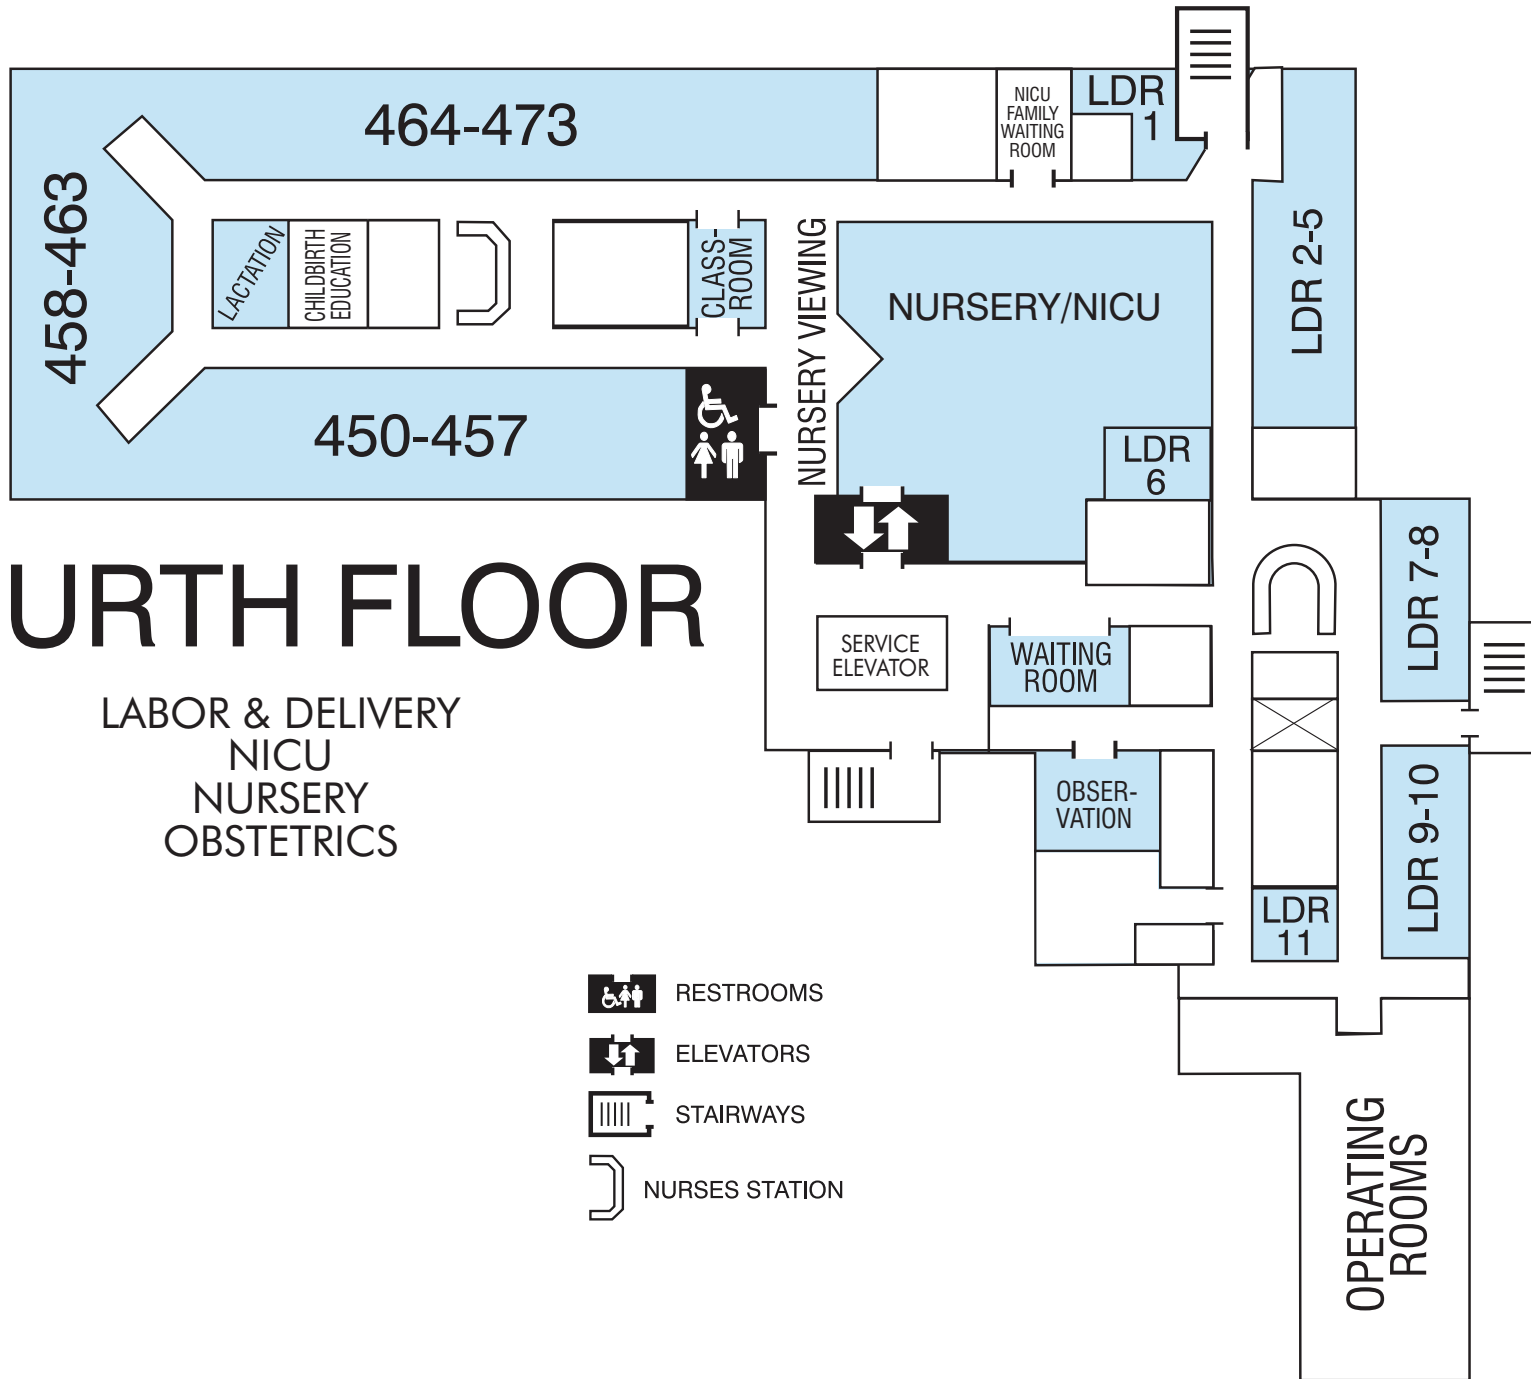 464-473
NICU
FAMILY
WAITING
ROOM
LDR
1
458-463
LACTATION
CHILDBIRTH
EDUCATION
CLASS-
ROOM
NURSERY VIEWING
NURSERY/NICU
LDR 2-5
450-457
LDR
6
URTH FLOOR
LABOR & DELIVERY
NICU
NURSERY
OBSTETRICS
SERVICE
ELEVATOR
WAITING
ROOM
LDR 7-8
OBSER-
VATION
LDR 9-10
LDR
11
RESTROOMS
ELEVATORS
STAIRWAYS
NURSES STATION
OPERATING
ROOMS